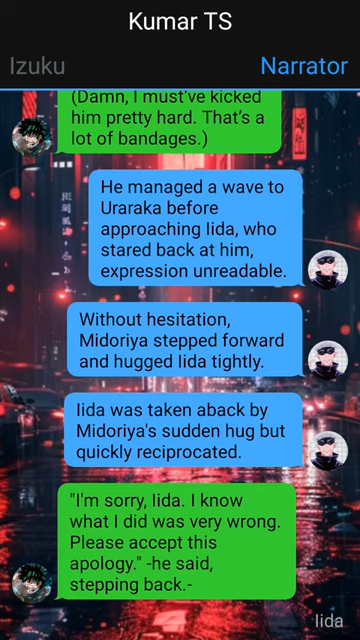 Kumar TS
Izuku
Narrator
(Damn, I must've kicked
him pretty hard. That's a
lot of bandages.)
He managed a wave to
Uraraka before
approaching Iida, who
stared back at him,
expression unreadable.
Without hesitation,
Midoriya stepped forward
and hugged Iida tightly.
Iida was taken aback by
Midoriya's sudden hug but
quickly reciprocated.
"I'm sorry, Iida. I know
what I did was very wrong.
Please accept this
apology." -he said,
stepping back.-
Iida